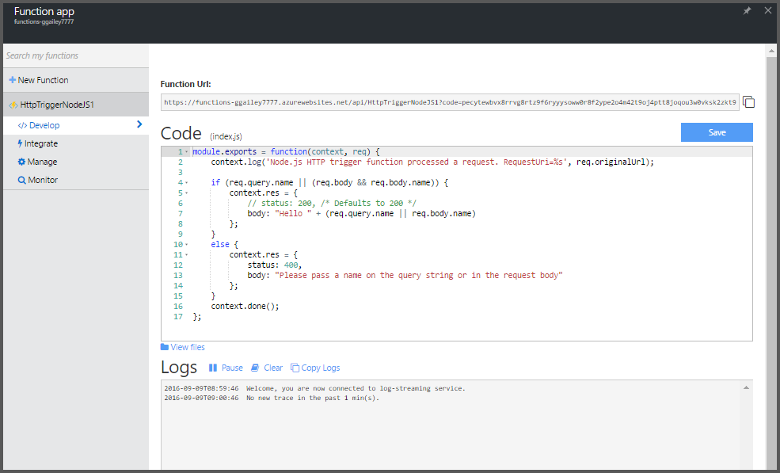 Function app
functions-ggailey7777
Search my functions
New Function
HttpTriggerNodeJS1
</> Develop
Integrate
Manage
Monitor
Function Url:
https://functions-ggailey7777.azurewebsites.net/api/HttpTriggerNodeJS1?code=
Code (index.js)
Save
1 module.exports = function(context, req) {
2 context.log('Node.js HTTP trigger function processed a request. RequestUri=%s', req.originalUrl);
3
4 if (req.query.name || (req.body && req.body.name)) {
5 context.res = {
6 // status: 200, /* Defaults to 200 */
7 body: "Hello " + (req.query.name || req.body.name)
8 };
9 }
10 else {
11 context.res = {
12 status: 400,
13 body: "Please pass a name on the query string or in the request body"
14 };
15 }
16 context.done();
17 };
View files
Logs Pause Clear Copy Logs
2016-09-09T08:59:46 Welcome, you are now connected to log-streaming service.
2016-09-09T09:00:46 No new trace in the past 1 min(s).